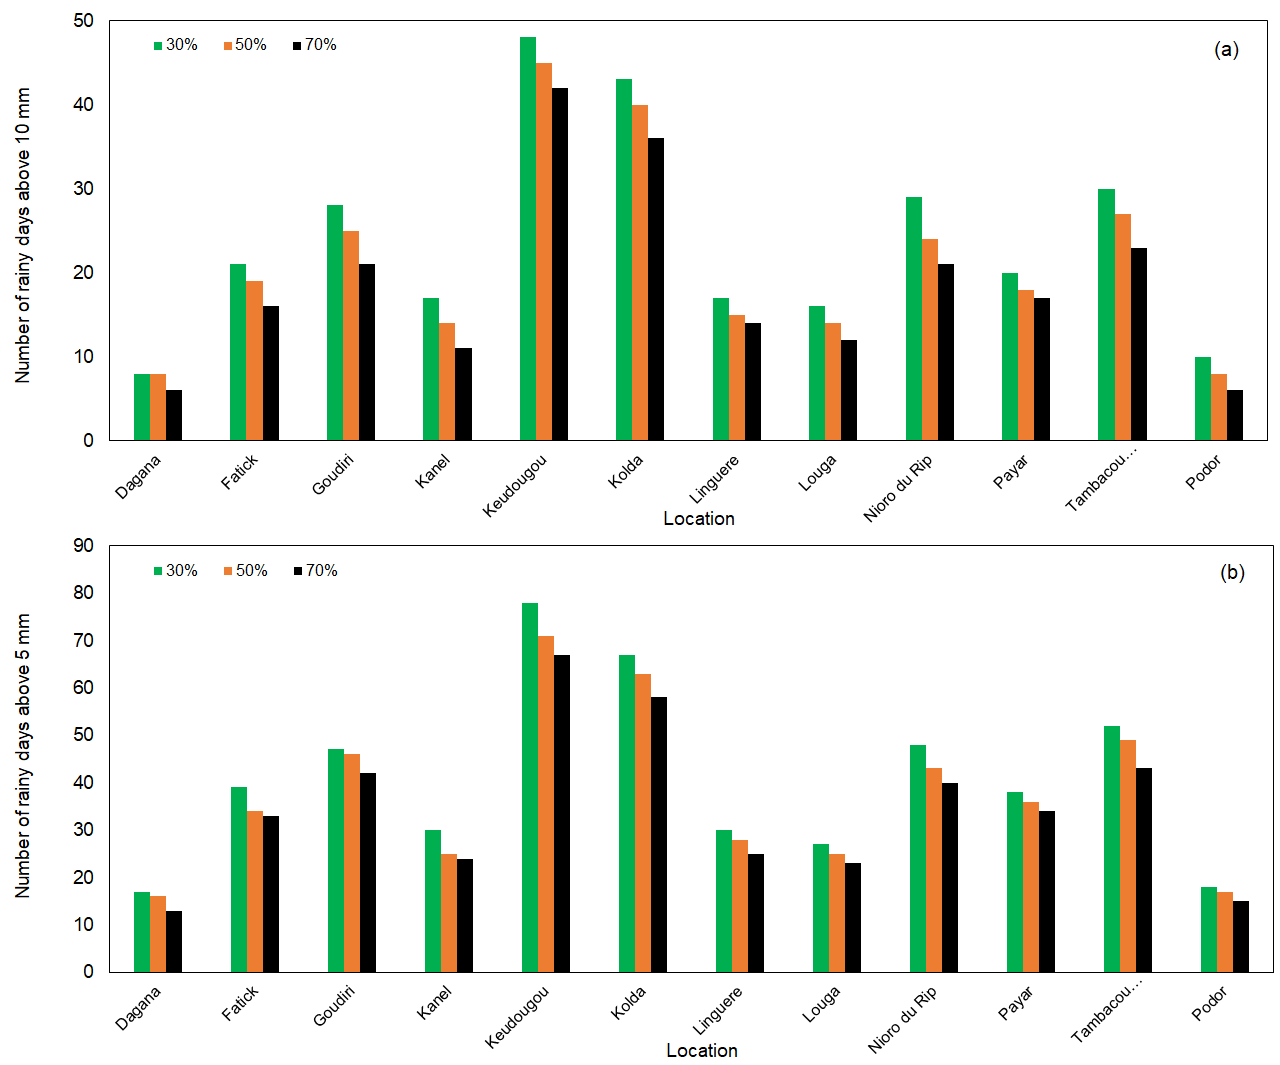 50
30% 50% 70%
(a)
40
30
20
10
0
Number of rainy days above 10 mm
Dagana Fatick Goudiri Kanel Keudougou Kolda Linguere Louga Nioro du Rip Payar Tambacou... Podor
Location
90
30% 50% 70%
(b)
80
70
60
50
40
30
20
10
0
Number of rainy days above 5 mm
Dagana Fatick Goudiri Kanel Keudougou Kolda Linguere Louga Nioro du Rip Payar Tambacou... Podor
Location